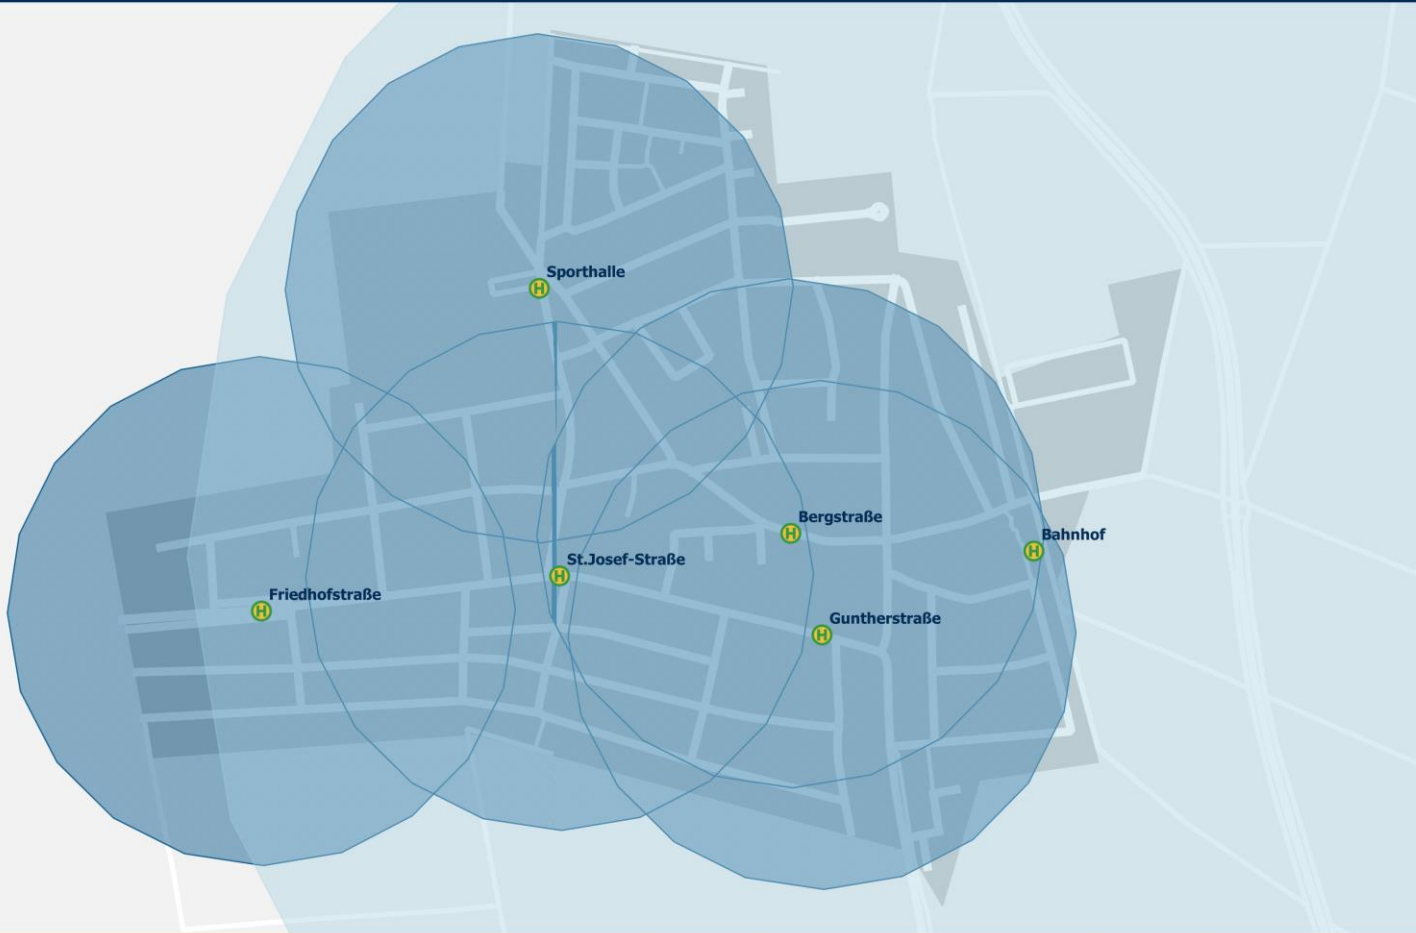 Sporthalle
H
Bergstraße
H
Bahnhof
H
St.Josef-Straße
H
Friedhofstraße
H
Guntherstraße
H